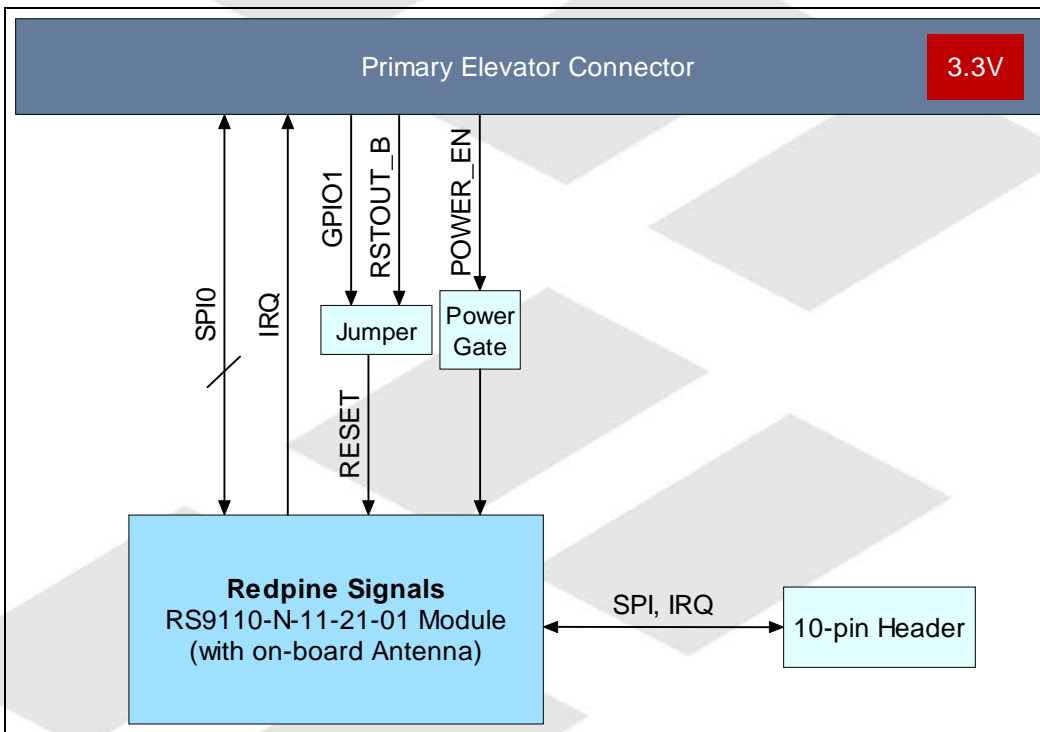 Primary Elevator Connector
3.3V
GPIO1
RSTOUT_B
POWER_EN
SPI0
IRQ
Jumper
Power
Gate
RESET
Redpine Signals
RS9110-N-11-21-01 Module
(with on-board Antenna)
SPI, IRQ
10-pin Header